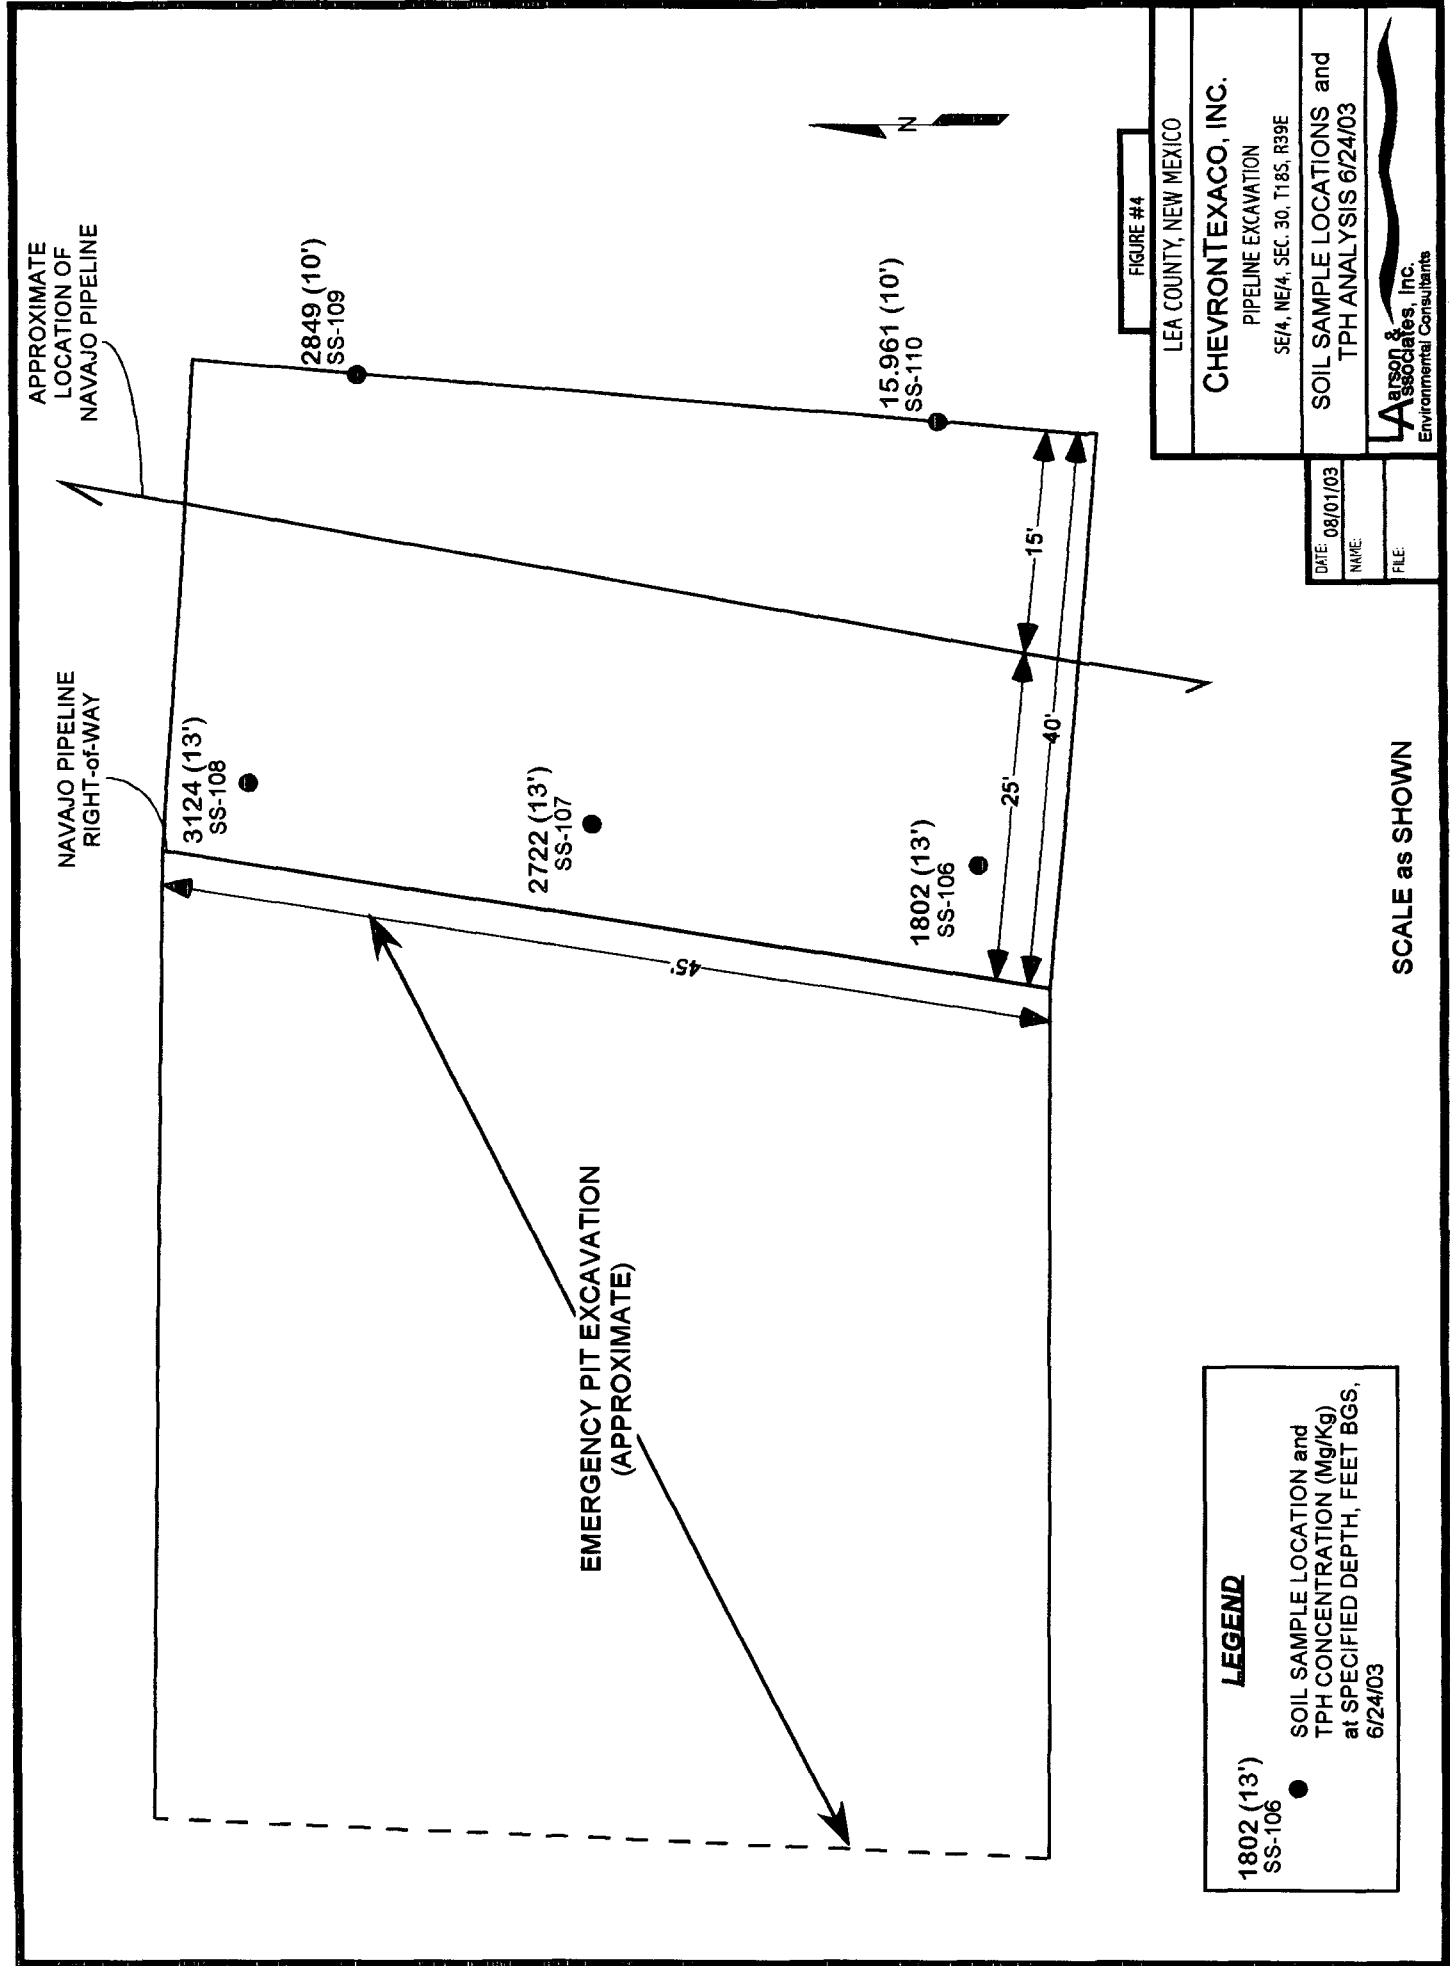 APPROXIMATE
LOCATION OF
NAVAJO PIPELINE
NAVAJO PIPELINE
RIGHT-of-WAY
2849 (10')
SS-109
3124 (13')
SS-108
2722 (13')
SS-107
15.961 (10')
SS-110
1802 (13')
SS-106
15'
25'
40'
45'
N
EMERGENCY PIT EXCAVATION
(APPROXIMATE)
LEGEND
1802 (13')
SS-106
SOIL SAMPLE LOCATION and
TPH CONCENTRATION (Mg/Kg)
at SPECIFIED DEPTH, FEET BGS,
6/24/03
SCALE as SHOWN
FIGURE #4
LEA COUNTY, NEW MEXICO
CHEVRONTEXACO, INC.
PIPELINE EXCAVATION
SE/4, NE/4, SEC. 30, T18S, R39E
SOIL SAMPLE LOCATIONS and
TPH ANALYSIS 6/24/03
DATE: 08/01/03
NAME:
FILE:
Larson &
Associates, Inc.
Environmental Consultants